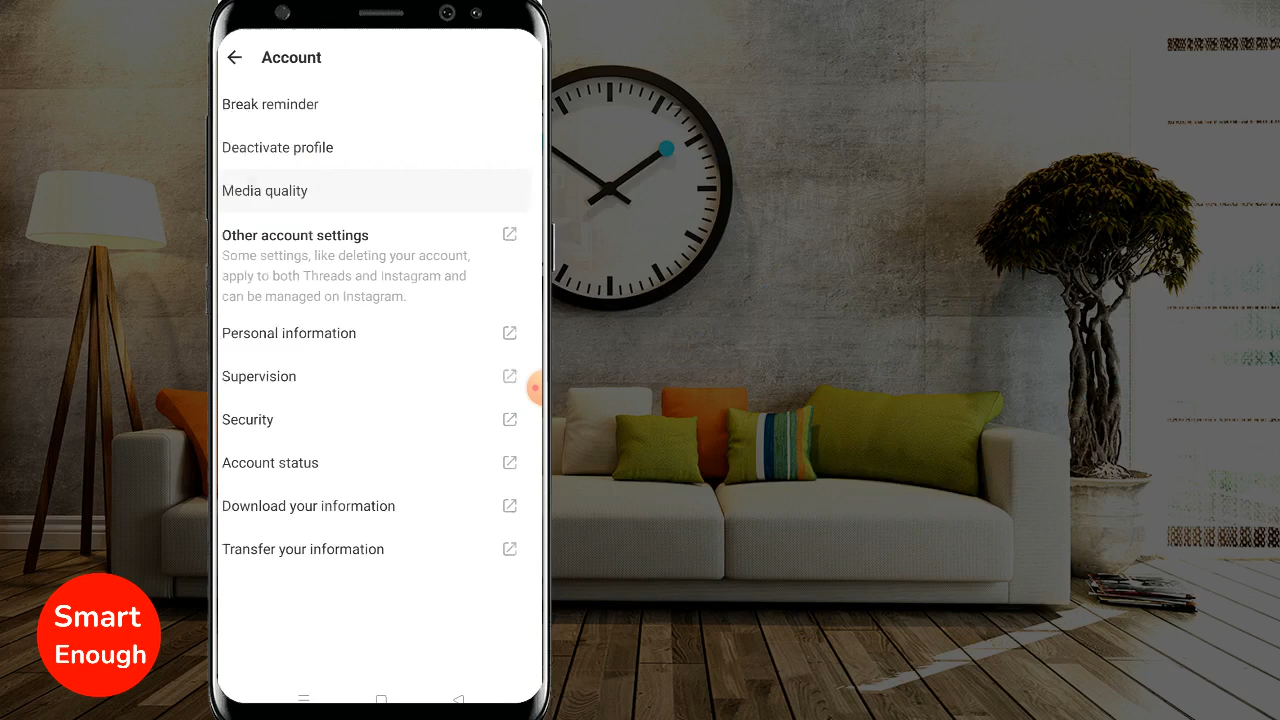 Account
Break reminder
Deactivate profile
Media quality
Other account settings
Some settings, like deleting your account,
apply to both Threads and Instagram and
can be managed on Instagram.
Personal information
Supervision
Security
Account status
Download your information
Transfer your information
Smart
Enough